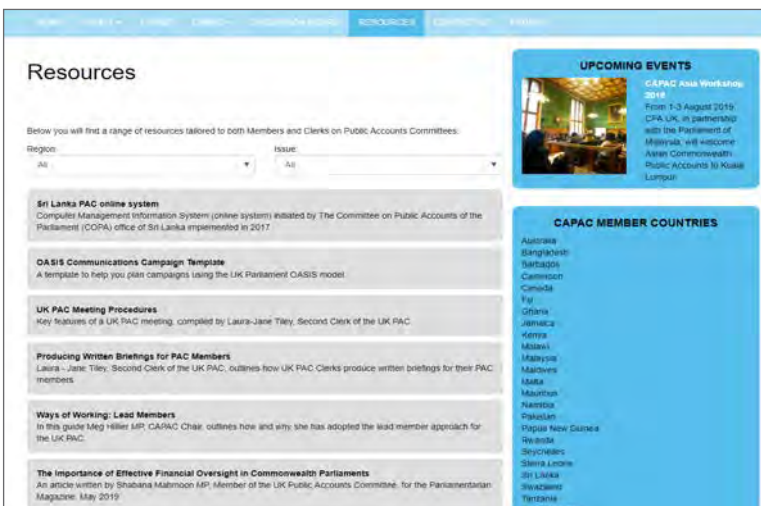 RESOURCES
Resources
Below you will find a range of resources tailored to both Members and Clerks on Public Accounts Committees.
Region:
Issue:
All
All
Sri Lanka PAC online system
Computer Management Information System (online system) initiated by The Committee on Public Accounts of the
Parliament (COPA) office of Sri Lanka implemented in 2017
OASIS Communications Campaign Template
A template to help you plan campaigns using the UK Parliament OASIS model.
UK PAC Meeting Procedures
Key features of a UK PAC meeting, compiled by Laura-Jane Tiley, Second Clerk of the UK PAC
Producing Written Briefings for PAC Members
Laura - Jane Tiley, Second Clerk of the UK PAC, outlines how UK PAC Clerks produce written briefings for their PAC
members
Ways of Working: Lead Members
In this guide Meg Hillier MP, CAPAC Chair, outlines how and why she has adopted the lead member approach for
the UK PAC.
The Importance of Effective Financial Oversight in Commonwealth Parliaments
An article written by Shabana Mahmoon MP, Member of the UK Public Accounts Committee, for the Parliamentarian
Magazine, May 2019
UPCOMING EVENTS
CAPAC Asia Workshop
2019
From 1-3 August 2019
CPA UK, in partnership
with the Parliament of
Malaysia, will welcome
Asian Commonwealth
Public Accounts to Kuala
Lumpur
CAPAC MEMBER COUNTRIES
Australia
Bangladesh
Barbados
Cameroon
Canada
Fiji
Ghana
Jamaica
Kenya
Malawi
Malaysia
Maldives
Malta
Mauritius
Namibia
Pakistan
Papua New Guinea
Rwanda
Seychelles
Sierra Leone
Sri Lanka
Swaziland
Tanzania